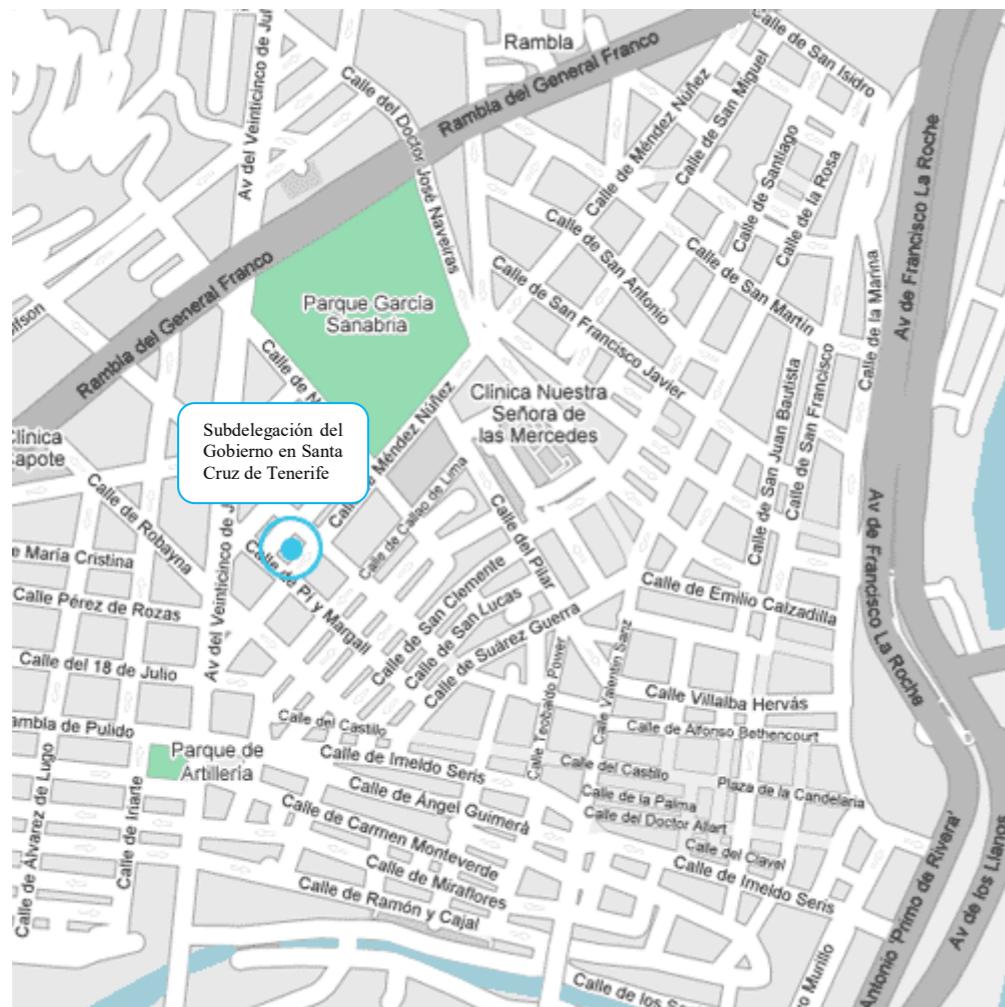 Calle de San Isidro
Av del Veinticinco de Jul
Rambla
Rambla del General Franco
Calle del Doctor José Naveiras
Calle de Méndez Núñez
Calle de San Miguel
Calle de Santiago
Calle de la Rosa
Av de Francisco La Roche
Calle de San Antonio
Calle de San Martín
Calle de la Marina
Rambla del General Franco
Parque García
Sanabria
Calle de San Francisco Javier
Calle de San Juan Bautista
Calle de San Francisco
Clínica Nuestra
Señora de
las Mercedes
Calle de Méndez Núñez
Subdelegación del
Gobierno en Santa
Cruz de Tenerife
Calle de Callao de Lima
Calle de Robayna
Av del Veinticinco de Ju
e María Cristina
Calle Pérez de Rozas
Calle de Pi y Margall
Calle del Pilar
Calle de San Clemente
Calle de San Lucas
Calle de Suárez Guerra
Calle de Emilio Calzadilla
Av de Francisco La Roche
Calle Teobaldo Power
Calle Valentín Sanz
Calle del 18 de Julio
Calle Villalba Hervás
ambla de Pulido
Calle del Castillo
Calle de Alfonso Bethencourt
Parque de
Artillería
Calle de Imeldo Seris
Calle del Castillo
Plaza de la Candelaria
Calle de Ángel Guimerá
Calle de la Palma
Calle del Doctor Allart
Calle de Álvarez de Lugo
Calle de Iriarte
Calle de Carmen Monteverde
Calle del Clavel
Calle de Miraflores
Calle de Imeldo Seris
Calle de Ramón y Cajal
Antonio 'Primo de Rivera'
Av de los Llanos
o Murillo
Calle de los S